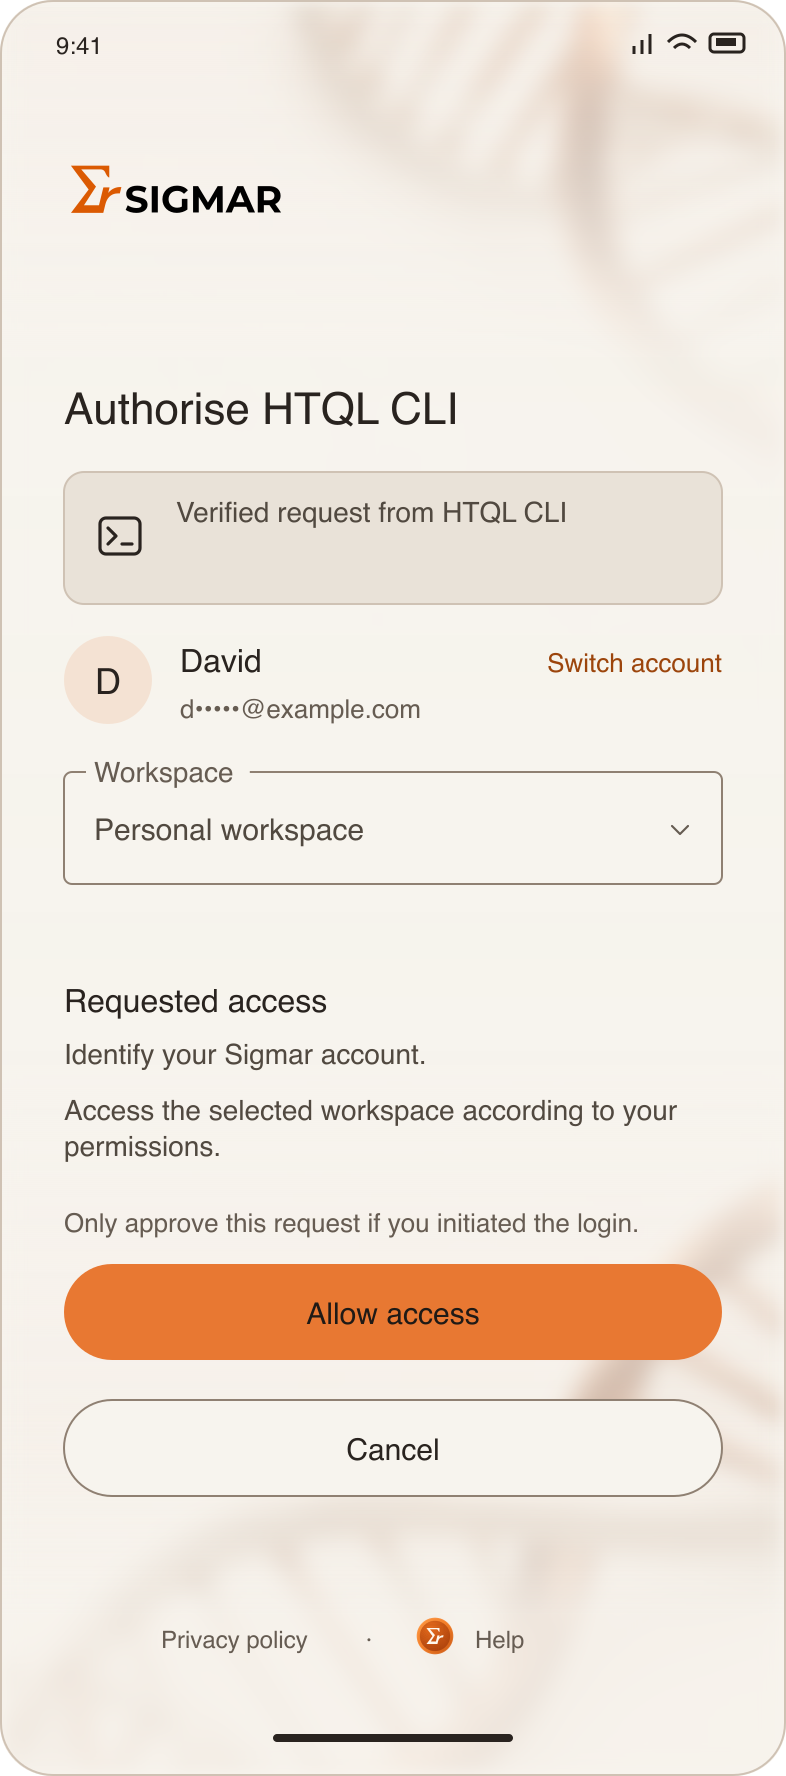 9:41
Σr SIGMAR
Authorise HTQL CLI
Verified request from HTQL CLI
D
David
Switch account
d•••••@example.com
Workspace
Personal workspace
Requested access
Identify your Sigmar account.
Access the selected workspace according to your
permissions.
Only approve this request if you initiated the login.
Allow access
Cancel
Privacy policy · Σr Help